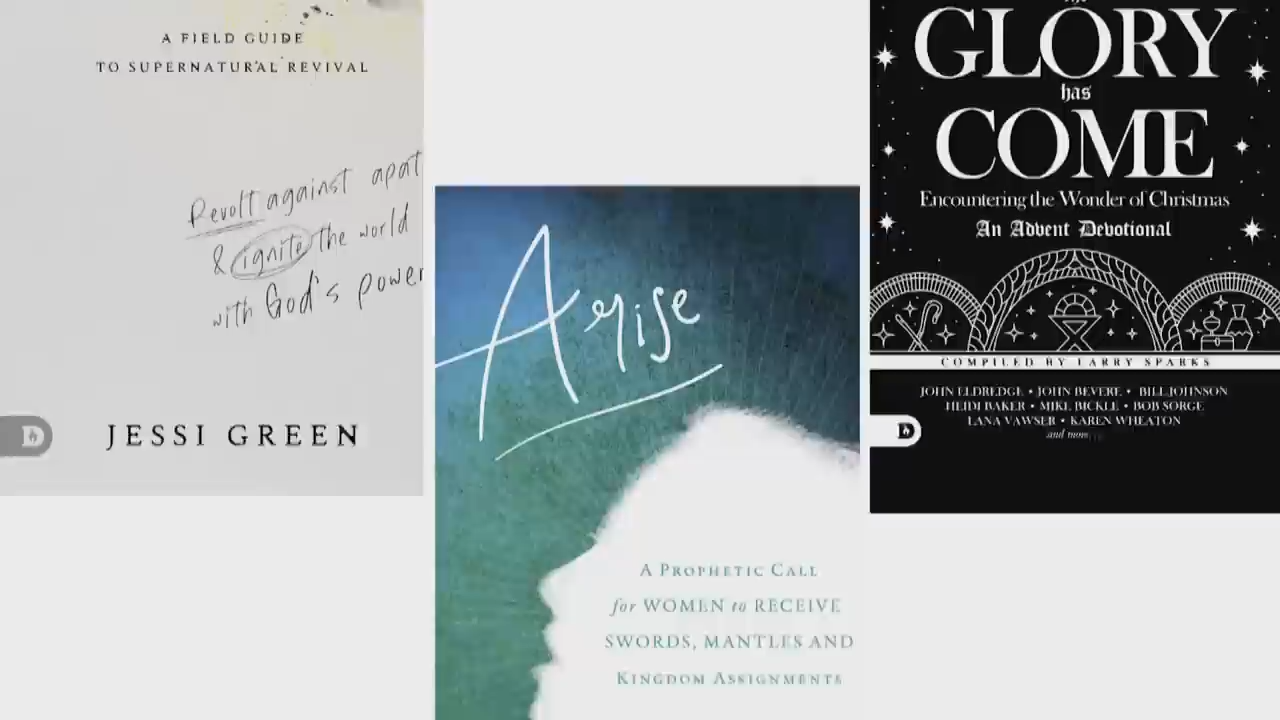 A FIELD GUIDE
TO SUPERNATURAL REVIVAL
Revolt against apat
& ignite the world
with God's power
JESSI GREEN
D
Arise
A PROPHETIC CALL
for WOMEN to RECEIVE
SWORDS, MANTLES AND
KINGDOM ASSIGNMENTS
The
GLORY
has
COME
Encountering the Wonder of Christmas
An Advent Devotional
COMPILED BY LARRY SPARKS
JOHN ELDREDGE • JOHN BEVERE • BILL JOHNSON
HEIDI BAKER • MIKE BICKLE • BOB SORGE
LANA VAWSER • KAREN WHEATON
and more...
D